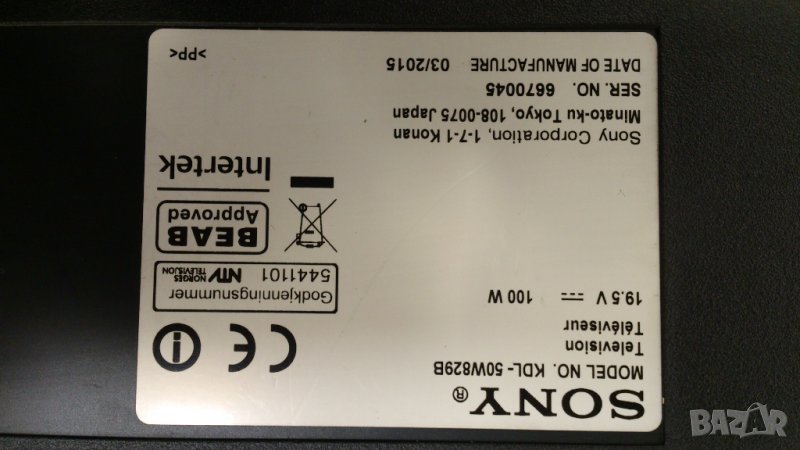 SONY®
MODEL NO. KDL-50W829B
Television
Téléviseur
19.5 V ⎓ 100 W
CE
Godkjenningsnummer
5441101 NTV NORGES TELEVISJON
BEAB
Approved
Intertek
Sony Corporation, 1-7-1 Konan
Minato-ku Tokyo, 108-0075 Japan
SER. NO. 6670045
DATE OF MANUFACTURE 03/2015
>PP<
BAZAR